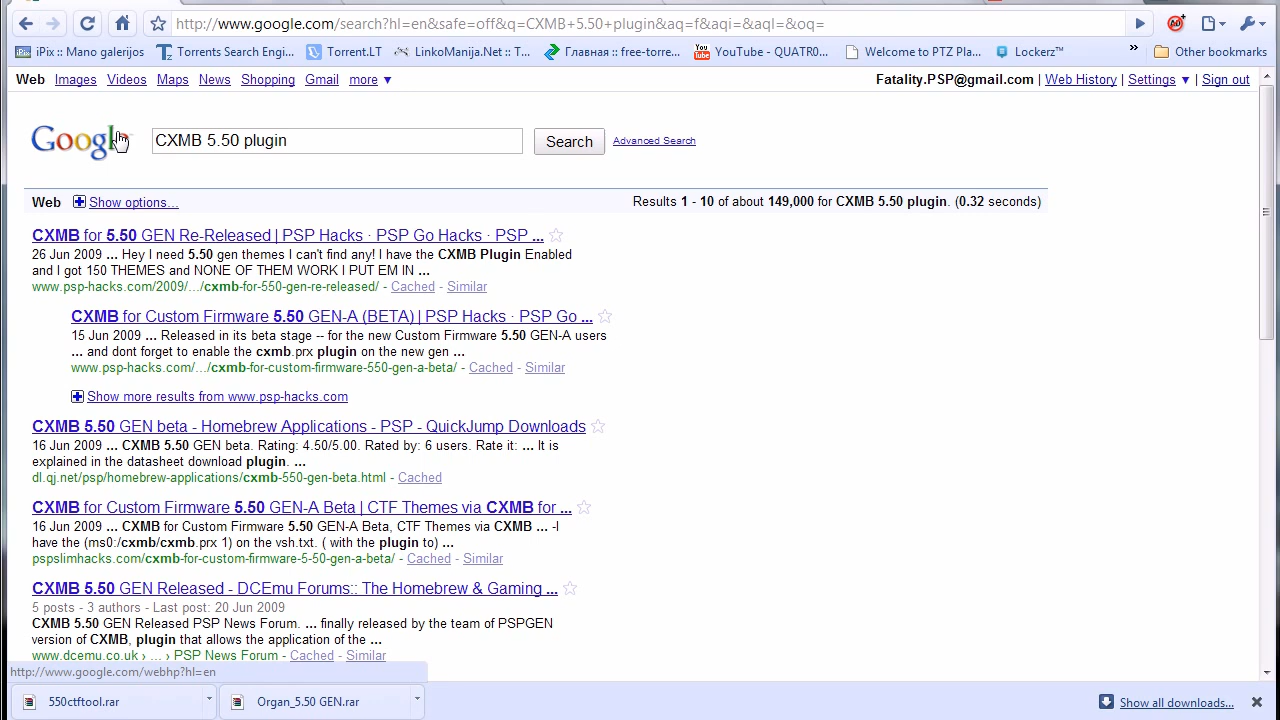 http://www.google.com/search?hl=en&safe=off&q=CXMB+5.50+plugin&aq=f&aqi=&aql=&oq=
iPix :: Mano galerijos Torrents Search Engi... Torrent.LT LinkoManija.Net :: T... Главная :: free-torre... YouTube - QUATR0... Welcome to PTZ Pla... Lockerz™ » Other bookmarks
Web Images Videos Maps News Shopping Gmail more ▼ Fatality.PSP@gmail.com | Web History | Settings ▼ | Sign out
Google CXMB 5.50 plugin Search Advanced Search
Web Show options... Results 1 - 10 of about 149,000 for CXMB 5.50 plugin. (0.32 seconds)
CXMB for 5.50 GEN Re-Released | PSP Hacks · PSP Go Hacks · PSP ...
26 Jun 2009 ... Hey I need 5.50 gen themes I can't find any! I have the CXMB Plugin Enabled
and I got 150 THEMES and NONE OF THEM WORK I PUT EM IN ...
www.psp-hacks.com/2009/.../cxmb-for-550-gen-re-released/ - Cached - Similar
CXMB for Custom Firmware 5.50 GEN-A (BETA) | PSP Hacks · PSP Go ...
15 Jun 2009 ... Released in its beta stage -- for the new Custom Firmware 5.50 GEN-A users
... and dont forget to enable the cxmb.prx plugin on the new gen ...
www.psp-hacks.com/.../cxmb-for-custom-firmware-550-gen-a-beta/ - Cached - Similar
Show more results from www.psp-hacks.com
CXMB 5.50 GEN beta - Homebrew Applications - PSP - QuickJump Downloads
16 Jun 2009 ... CXMB 5.50 GEN beta. Rating: 4.50/5.00. Rated by: 6 users. Rate it: ... It is
explained in the datasheet download plugin. ...
dl.qj.net/psp/homebrew-applications/cxmb-550-gen-beta.html - Cached
CXMB for Custom Firmware 5.50 GEN-A Beta | CTF Themes via CXMB for ...
16 Jun 2009 ... CXMB for Custom Firmware 5.50 GEN-A Beta, CTF Themes via CXMB ... -I
have the (ms0:/cxmb/cxmb.prx 1) on the vsh.txt. ( with the plugin to) ...
pspslimhacks.com/cxmb-for-custom-firmware-5-50-gen-a-beta/ - Cached - Similar
CXMB 5.50 GEN Released - DCEmu Forums:: The Homebrew & Gaming ...
5 posts - 3 authors - Last post: 20 Jun 2009
CXMB 5.50 GEN Released PSP News Forum. ... finally released by the team of PSPGEN
version of CXMB, plugin that allows the application of the ...
www.dcemu.co.uk › ... › PSP News Forum - Cached - Similar
http://www.google.com/webhp?hl=en
550ctftool.rar Organ_5.50 GEN.rar Show all downloads...